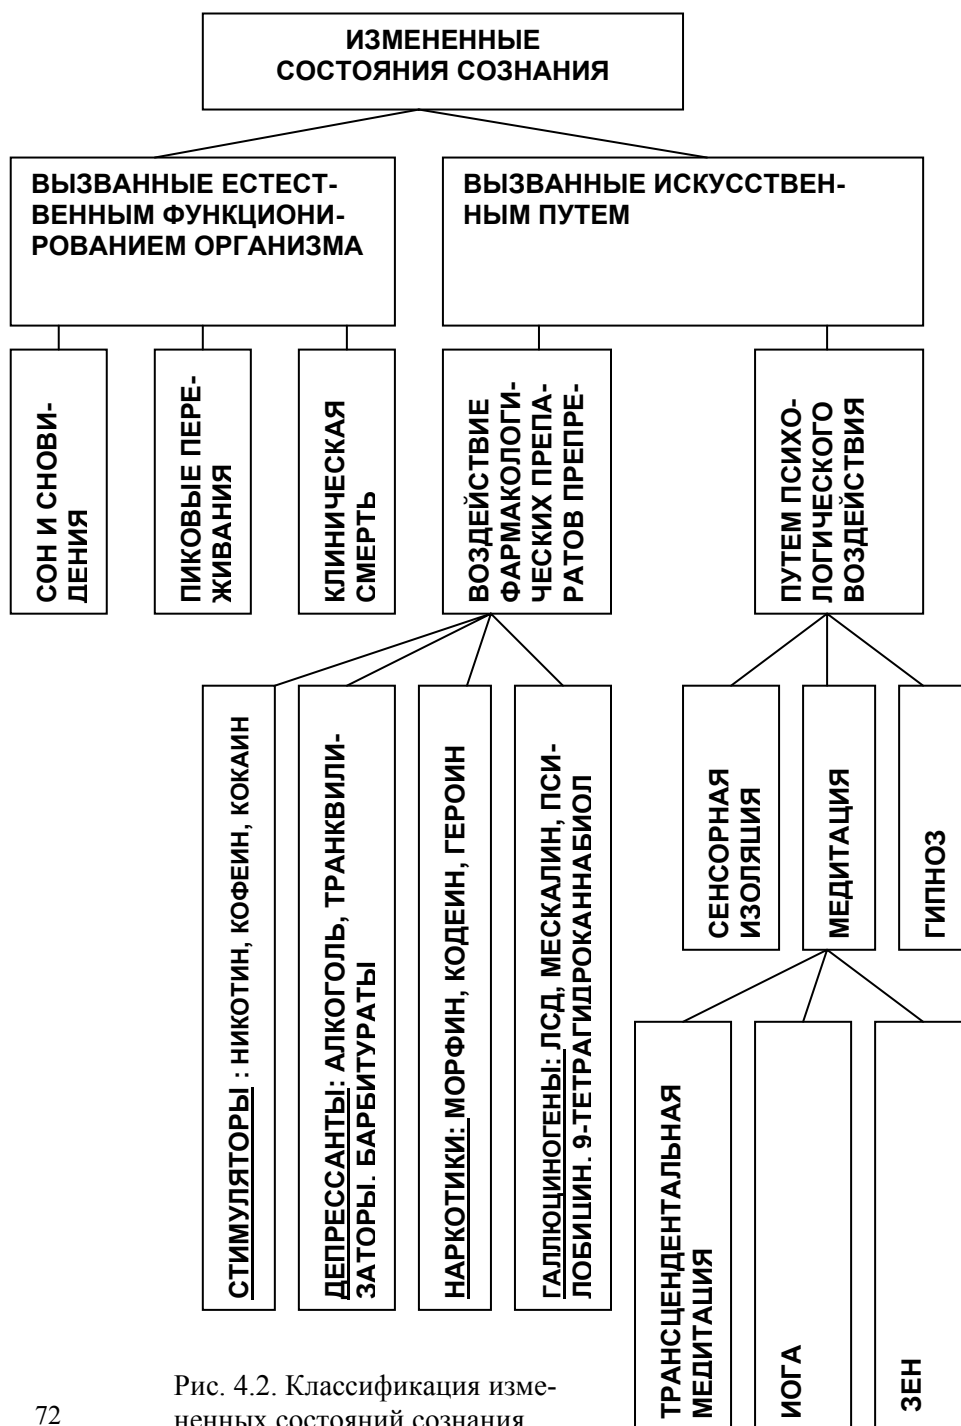 ИЗМЕНЕННЫЕ
СОСТОЯНИЯ СОЗНАНИЯ
ВЫЗВАННЫЕ ЕСТЕСТ-
ВЕННЫМ ФУНКЦИОНИ-
РОВАНИЕМ ОРГАНИЗМА
ВЫЗВАННЫЕ ИСКУССТВЕН-
НЫМ ПУТЕМ
СОН И СНОВИ-
ДЕНИЯ
ПИКОВЫЕ ПЕРЕ-
ЖИВАНИЯ
КЛИНИЧЕСКАЯ
СМЕРТЬ
ВОЗДЕЙСТВИЕ
ФАРМАКОЛОГИ-
ЧЕСКИХ ПРЕПА-
РАТОВ ПРЕПРЕ-
ПУТЕМ ПСИХО-
ЛОГИЧЕСКОГО
ВОЗДЕЙСТВИЯ
СТИМУЛЯТОРЫ : НИКОТИН, КОФЕИН, КОКАИН
ДЕПРЕССАНТЫ: АЛКОГОЛЬ, ТРАНКВИЛИ-
ЗАТОРЫ. БАРБИТУРАТЫ
НАРКОТИКИ: МОРФИН, КОДЕИН, ГЕРОИН
ГАЛЛЮЦИНОГЕНЫ: ЛСД, МЕСКАЛИН, ПСИ-
ЛОБИЦИН. 9-ТЕТРАГИДРОКАННАБИОЛ
СЕНСОРНАЯ
ИЗОЛЯЦИЯ
МЕДИТАЦИЯ
ГИПНОЗ
ТРАНСЦЕНДЕНТАЛЬНАЯ
МЕДИТАЦИЯ
ИОГА
ЗЕН
Рис. 4.2. Классификация изме-
ненных состояний сознания
72